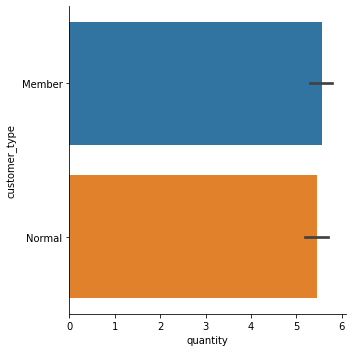 Member
Normal
customer_type
0 1 2 3 4 5 6
quantity